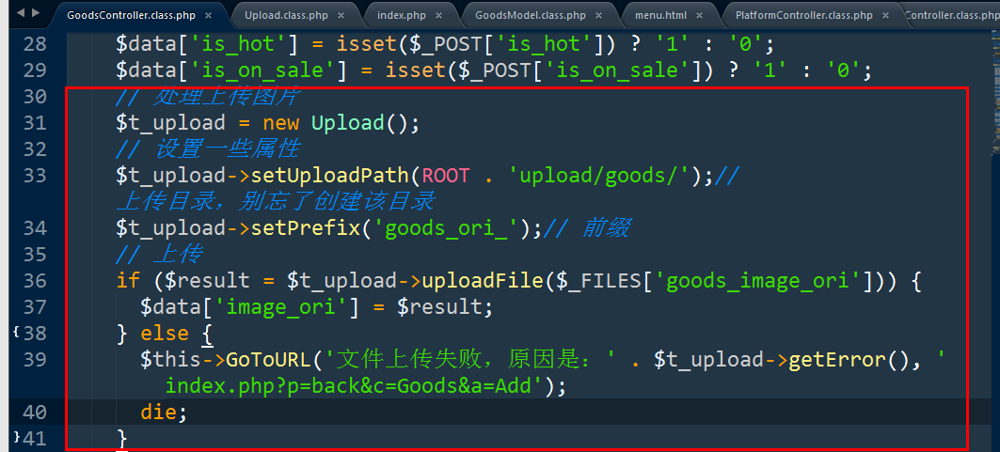 GoodsController.class.php × Upload.class.php × index.php × GoodsModel.class.php × menu.html × PlatformController.class.php × Controller.class.php
28 $data['is_hot'] = isset($_POST['is_hot']) ? '1' : '0';
29 $data['is_on_sale'] = isset($_POST['is_on_sale']) ? '1' : '0';
30 // 处理上传图片
31 $t_upload = new Upload();
32 // 设置一些属性
33 $t_upload->setUploadPath(ROOT . 'upload/goods/');//
上传目录，别忘了创建该目录
34 $t_upload->setPrefix('goods_ori_');// 前缀
35 // 上传
36 if ($result = $t_upload->uploadFile($_FILES['goods_image_ori'])) {
37 $data['image_ori'] = $result;
{38 } else {
39 $this->GoToURL('文件上传失败，原因是：' . $t_upload->getError(), '
index.php?p=back&c=Goods&a=Add');
40 die;
}41 }